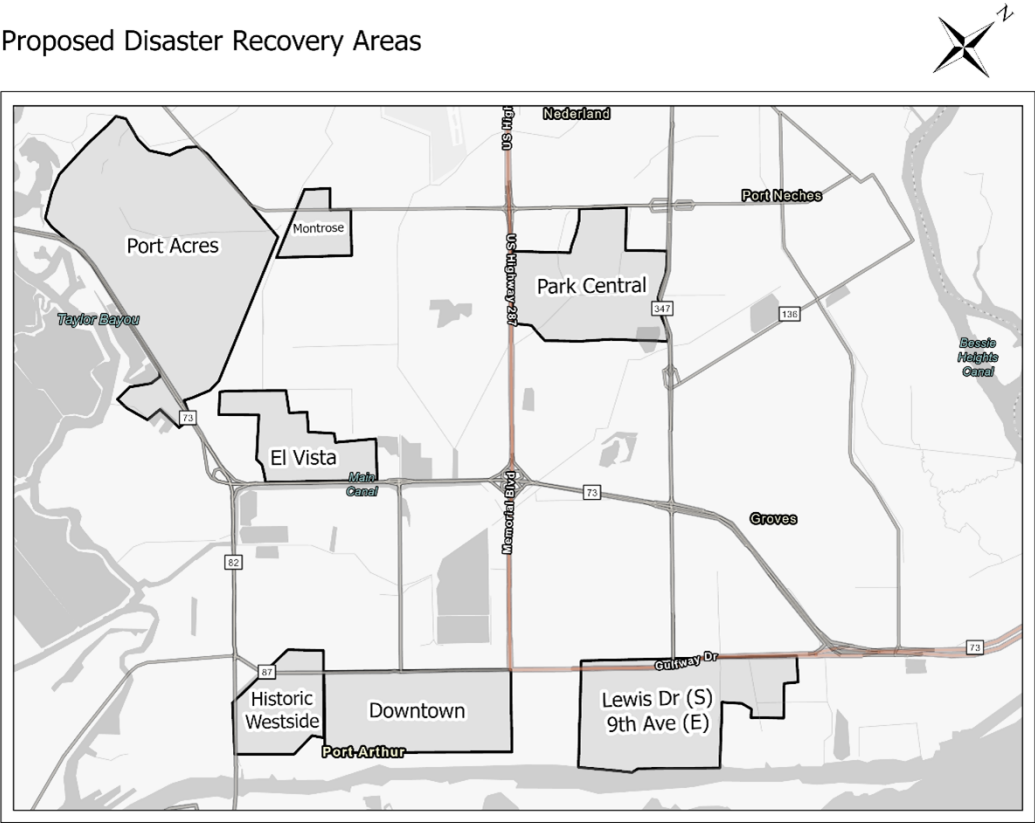 N
Proposed Disaster Recovery Areas
US High
Nederland
Port Neches
Montrose
Port Acres
US Highway 287
Park Central
347
136
Taylor Bayou
Bessie
Heights
Canal
73
El Vista
Main
Canal
73
Memorial Blvd
Groves
82
87
Gulfway Dr
73
Historic
Westside
Downtown
Lewis Dr (S)
9th Ave (E)
Port Arthur